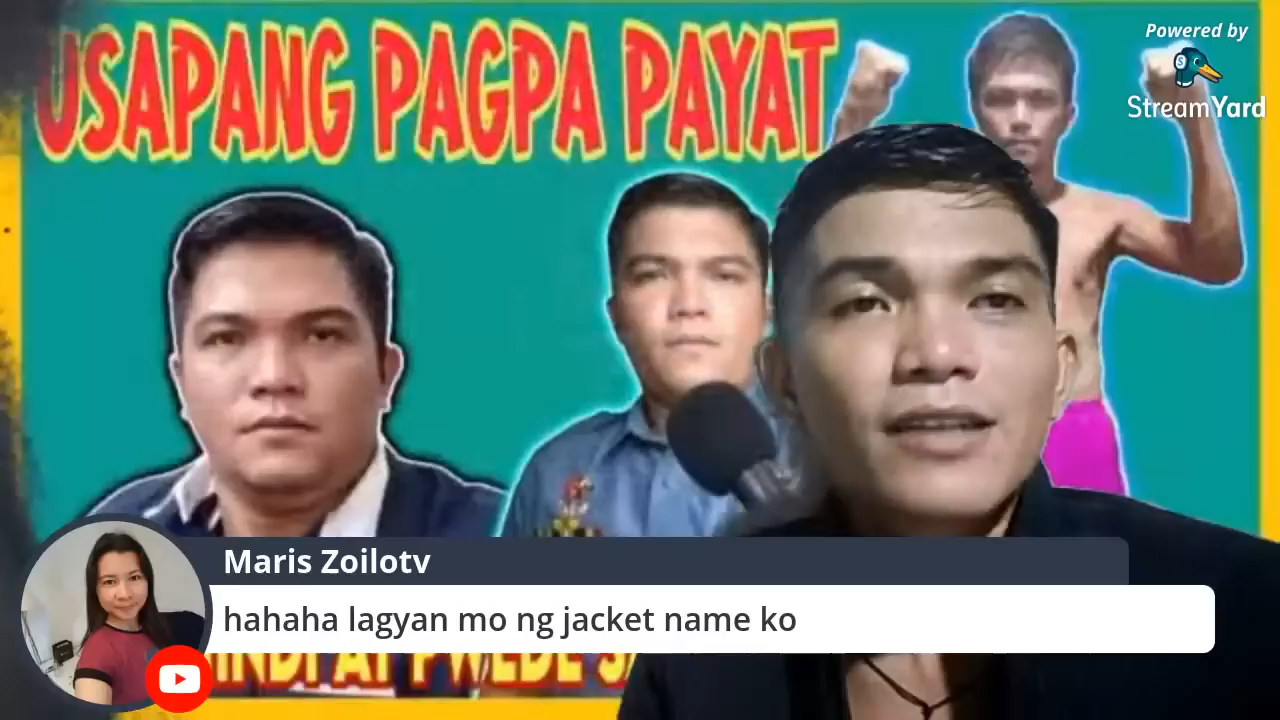 USAPANG PAGPA PAYAT
Powered by
StreamYard
Maris Zoilotv
hahaha lagyan mo ng jacket name ko